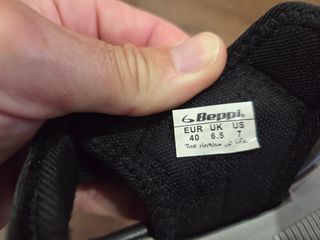 Beppi®
EUR UK US
40 6.5 7
The rhythm of life